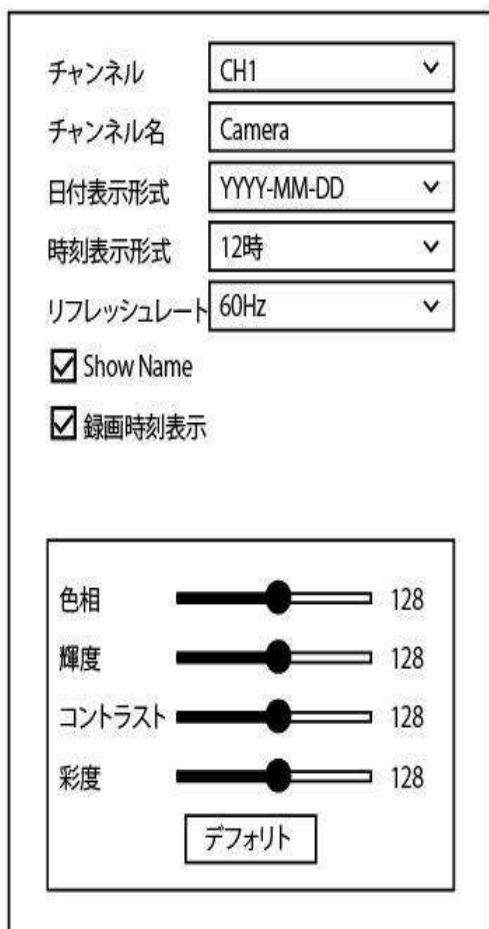 チャンネル CH1
チャンネル名 Camera
日付表示形式 YYYY-MM-DD
時刻表示形式 12時
リフレッシュレート 60Hz
Show Name
録画時刻表示
色相 128
輝度 128
コントラスト 128
彩度 128
デフォリト